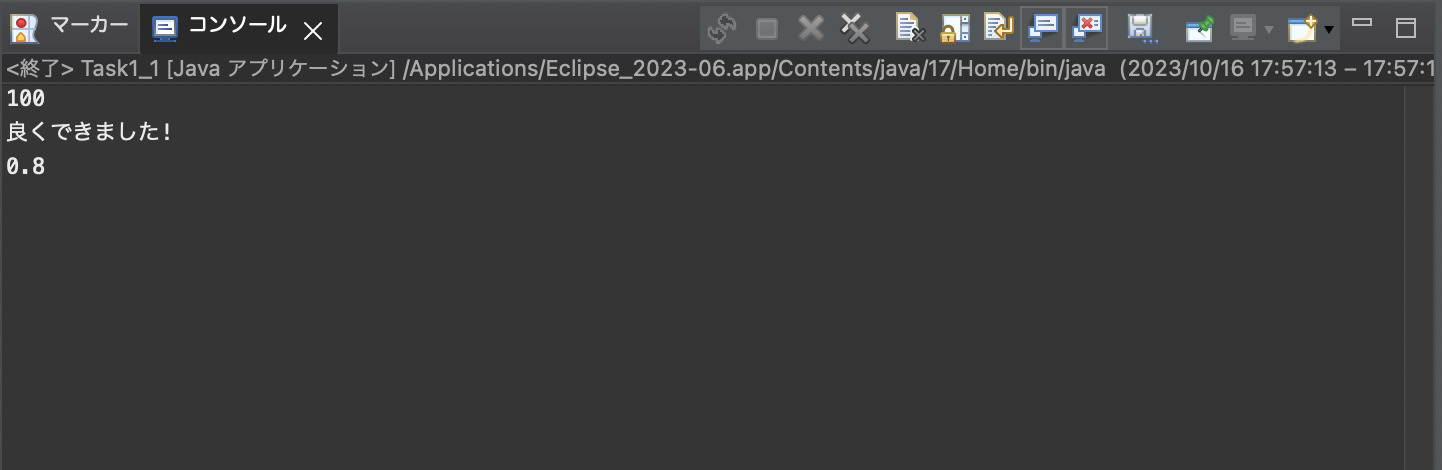 マーカー コンソール
<終了> Task1_1 [Java アプリケーション] /Applications/Eclipse_2023-06.app/Contents/java/17/Home/bin/java (2023/10/16 17:57:13 – 17:57:1
100
良くできました!
0.8